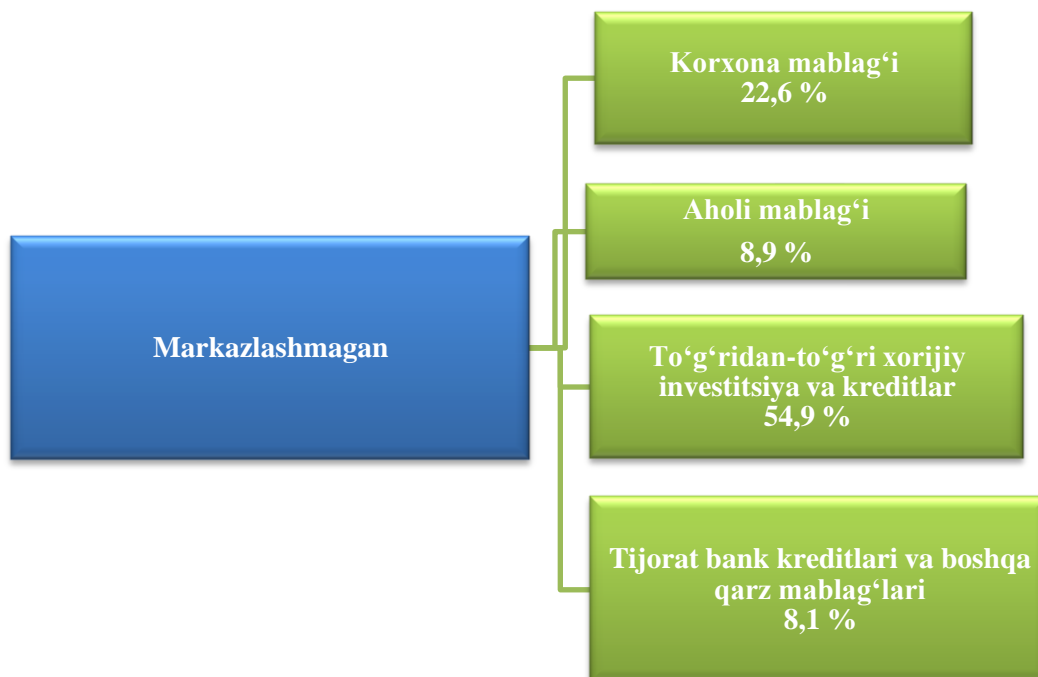 Korxona mablag‘i
22,6 %
Aholi mablag‘i
8,9 %
Markazlashmagan
To‘g‘ridan-to‘g‘ri xorijiy
investitsiya va kreditlar
54,9 %
Tijorat bank kreditlari va boshqa
qarz mablag‘lari
8,1 %